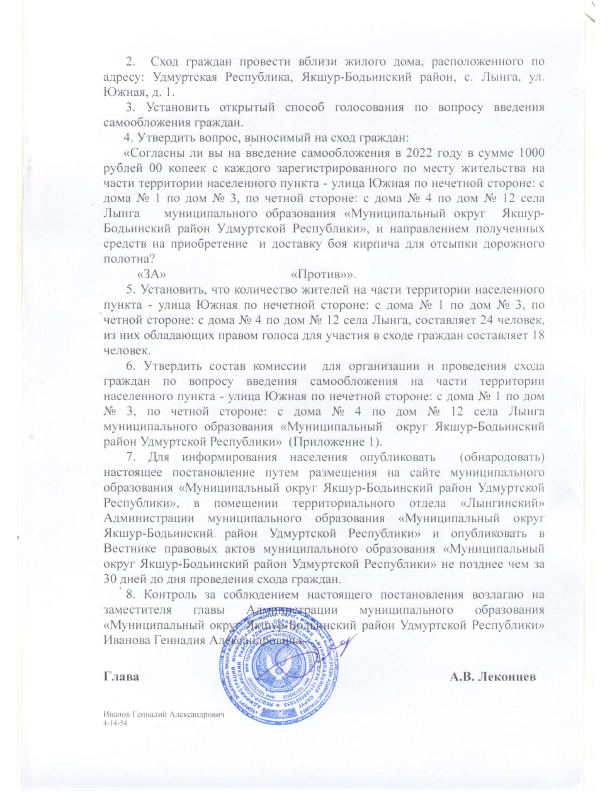 2. Сход граждан провести вблизи жилого дома, расположенного по
адресу: Удмуртская Республика, Якшур-Бодьинский район, с. Лынга, ул.
Южная, д. 1.
3. Установить открытый способ голосования по вопросу введения
самообложения граждан.
4. Утвердить вопрос, выносимый на сход граждан:
«Согласны ли вы на введение самообложения в 2022 году в сумме 1000
рублей 00 копеек с каждого зарегистрированного по месту жительства на
части территории населенного пункта - улица Южная по нечетной стороне: с
дома № 1 по дом № 3, по четной стороне: с дома № 4 по дом № 12 села
Лынга муниципального образования «Муниципальный округ Якшур-
Бодьинский район Удмуртской Республики», и направлением полученных
средств на приобретение и доставку боя кирпича для отсыпки дорожного
полотна?
«ЗА» «Против»».
5. Установить, что количество жителей на части территории населенного
пункта - улица Южная по нечетной стороне: с дома № 1 по дом № 3, по
четной стороне: с дома № 4 по дом № 12 села Лынга, составляет 24 человек,
из них обладающих правом голоса для участия в сходе граждан составляет 18
человек.
6. Утвердить состав комиссии для организации и проведения схода
граждан по вопросу введения самообложения на части территории
населенного пункта - улица Южная по нечетной стороне: с дома № 1 по дом
№ 3, по четной стороне: с дома № 4 по дом № 12 села Лынга
муниципального образования «Муниципальный округ Якшур-Бодьинский
район Удмуртской Республики» (Приложение 1).
7. Для информирования населения опубликовать (обнародовать)
настоящее постановление путем размещения на сайте муниципального
образования «Муниципальный округ Якшур-Бодьинский район Удмуртской
Республики», в помещении территориального отдела «Лынгинский»
Администрации муниципального образования «Муниципальный округ
Якшур-Бодьинский район Удмуртской Республики» и опубликовать в
Вестнике правовых актов муниципального образования «Муниципальный
округ Якшур-Бодьинский район Удмуртской Республики» не позднее чем за
30 дней до дня проведения схода граждан.
8. Контроль за соблюдением настоящего постановления возлагаю на
заместителя главы Администрации муниципального образования
«Муниципальный округ Якшур-Бодьинский район Удмуртской Республики»
Иванова Геннадия Александровича.
Глава А.В. Леконцев
Иванов Геннадий Александрович
4-14-54